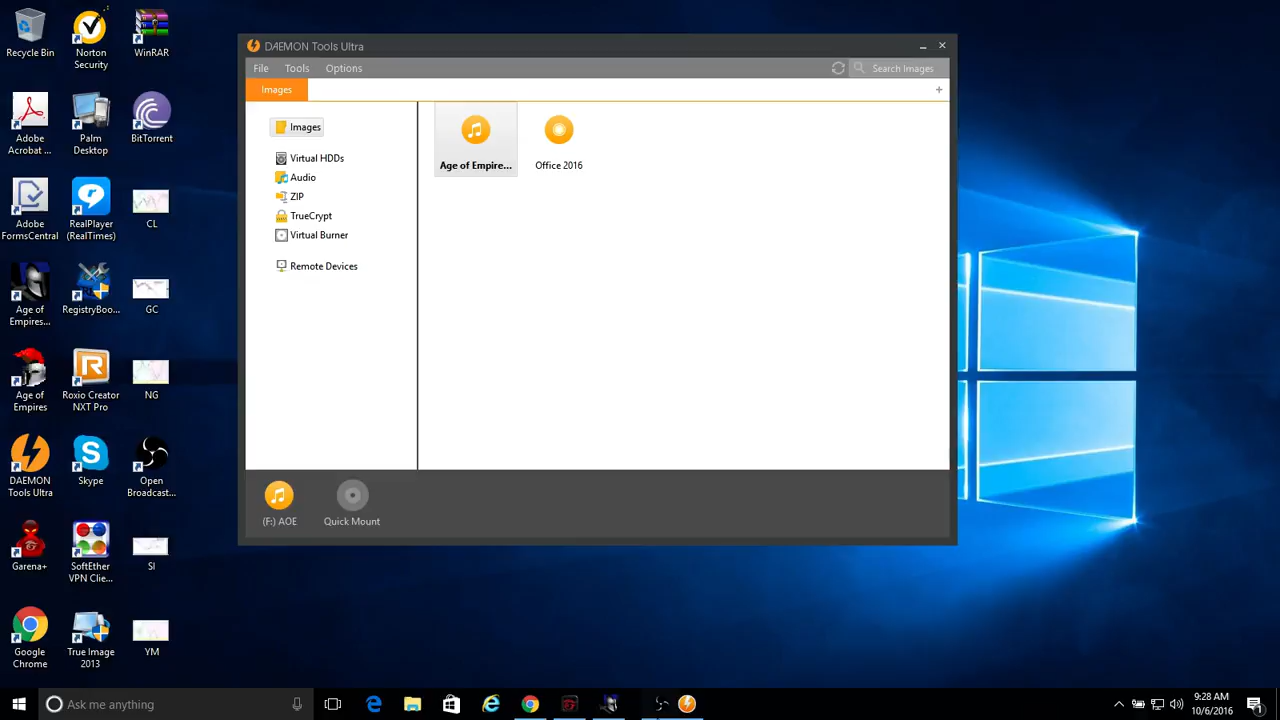 Recycle Bin
Norton
Security
WinRAR
Adobe
Acrobat ...
Palm
Desktop
BitTorrent
Adobe
FormsCentral
RealPlayer
(RealTimes)
CL
Age of
Empires...
RegistryBoo...
GC
Age of
Empires
Roxio Creator
NXT Pro
NG
DAEMON
Tools Ultra
Skype
Open
Broadcast...
Garena+
SoftEther
VPN Clie...
SI
Google
Chrome
True Image
2013
YM
DAEMON Tools Ultra
File
Tools
Options
Search Images
Images
+
Images
Virtual HDDs
Audio
ZIP
TrueCrypt
Virtual Burner
Remote Devices
Age of Empire...
Office 2016
(F:) AOE
Quick Mount
Ask me anything
9:28 AM
10/6/2016